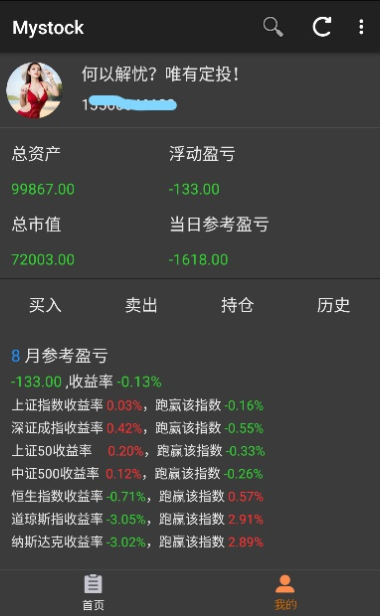 Mystock
何以解忧？唯有定投！
总资产 浮动盈亏
99867.00 -133.00
总市值 当日参考盈亏
72003.00 -1618.00
买入 卖出 持仓 历史
8 月参考盈亏
-133.00 ,收益率 -0.13%
上证指数收益率 0.03%，跑赢该指数 -0.16%
深证成指收益率 0.42%，跑赢该指数 -0.55%
上证50收益率 0.20%，跑赢该指数 -0.33%
中证500收益率 0.12%，跑赢该指数 -0.26%
恒生指数收益率 -0.71%，跑赢该指数 0.57%
道琼斯指收益率 -3.05%，跑赢该指数 2.91%
纳斯达克收益率 -3.02%，跑赢该指数 2.89%
首页 我的